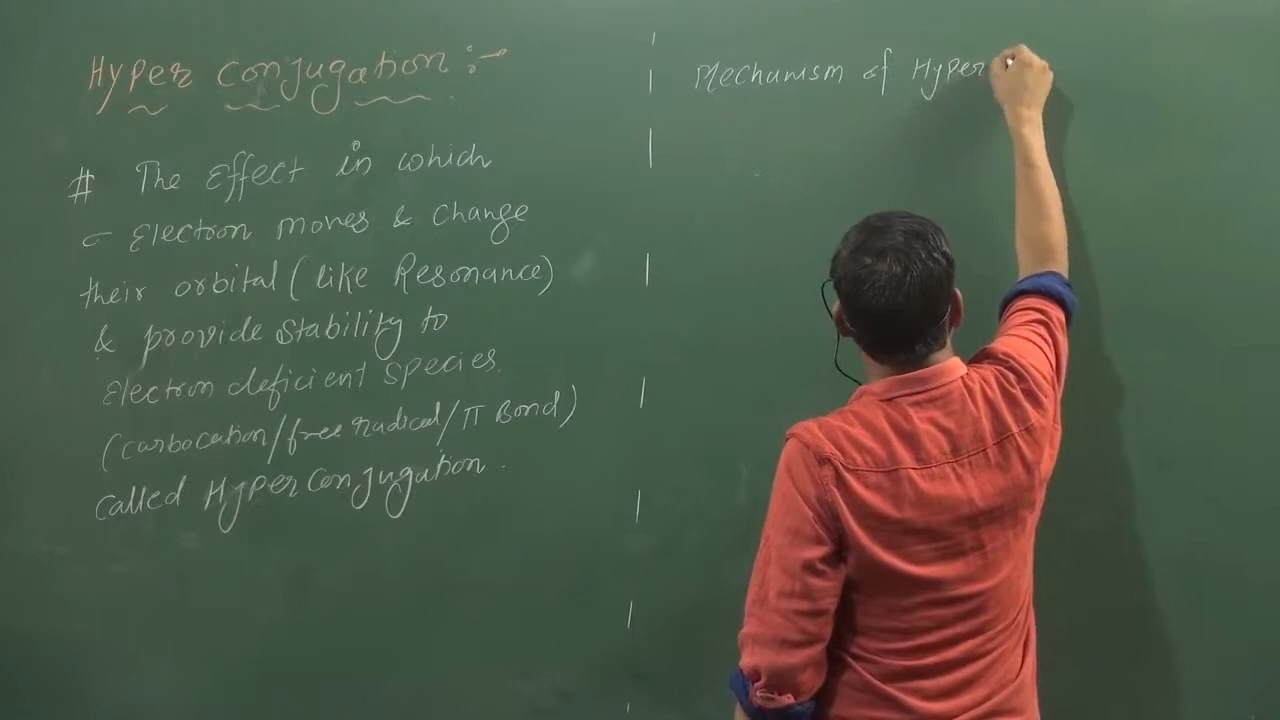 Hyper conjugation :-
# The Effect in which
σ Electron moves & change
their orbital (like Resonance)
& provide stability to
Electron deficient species.
(carbocation/free radical/π Bond)
called Hyperconjugation.
Mechanism of Hyper